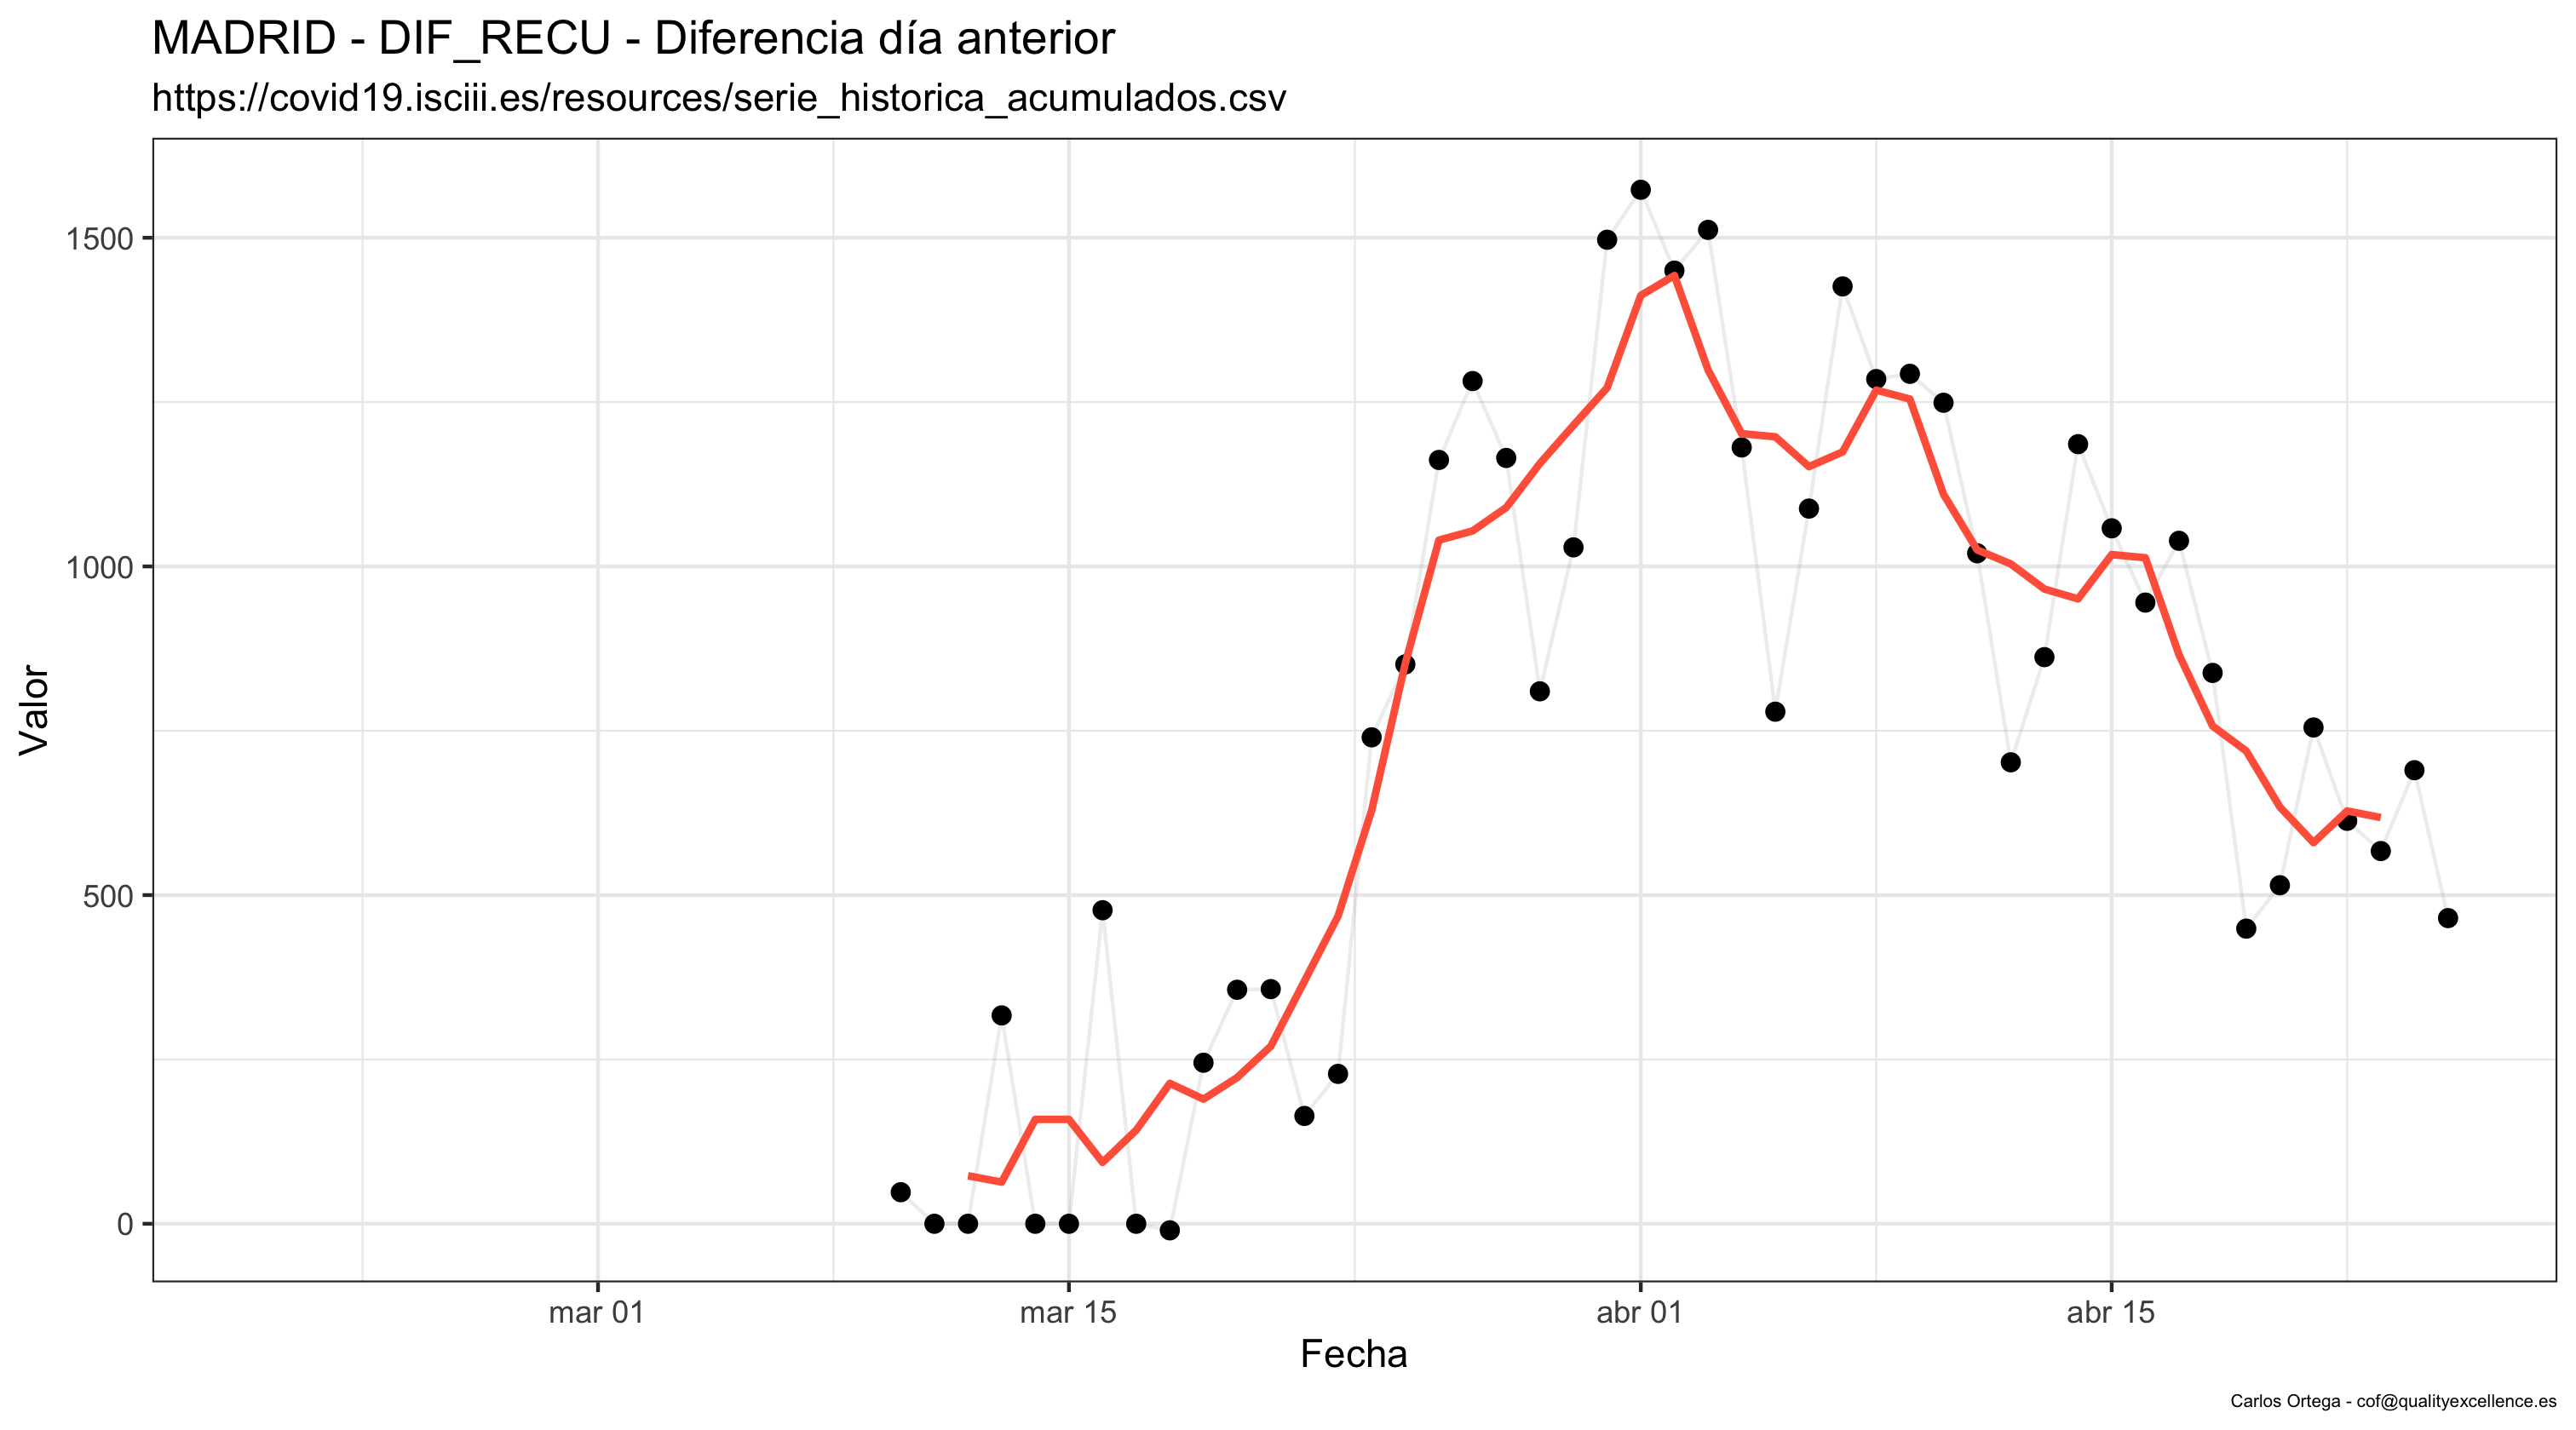 MADRID - DIF_RECU - Diferencia día anterior
https://covid19.isciii.es/resources/serie_historica_acumulados.csv
1500
1000
500
0
Valor
mar 01
mar 15
abr 01
abr 15
Fecha
Carlos Ortega - cof@qualityexcellence.es